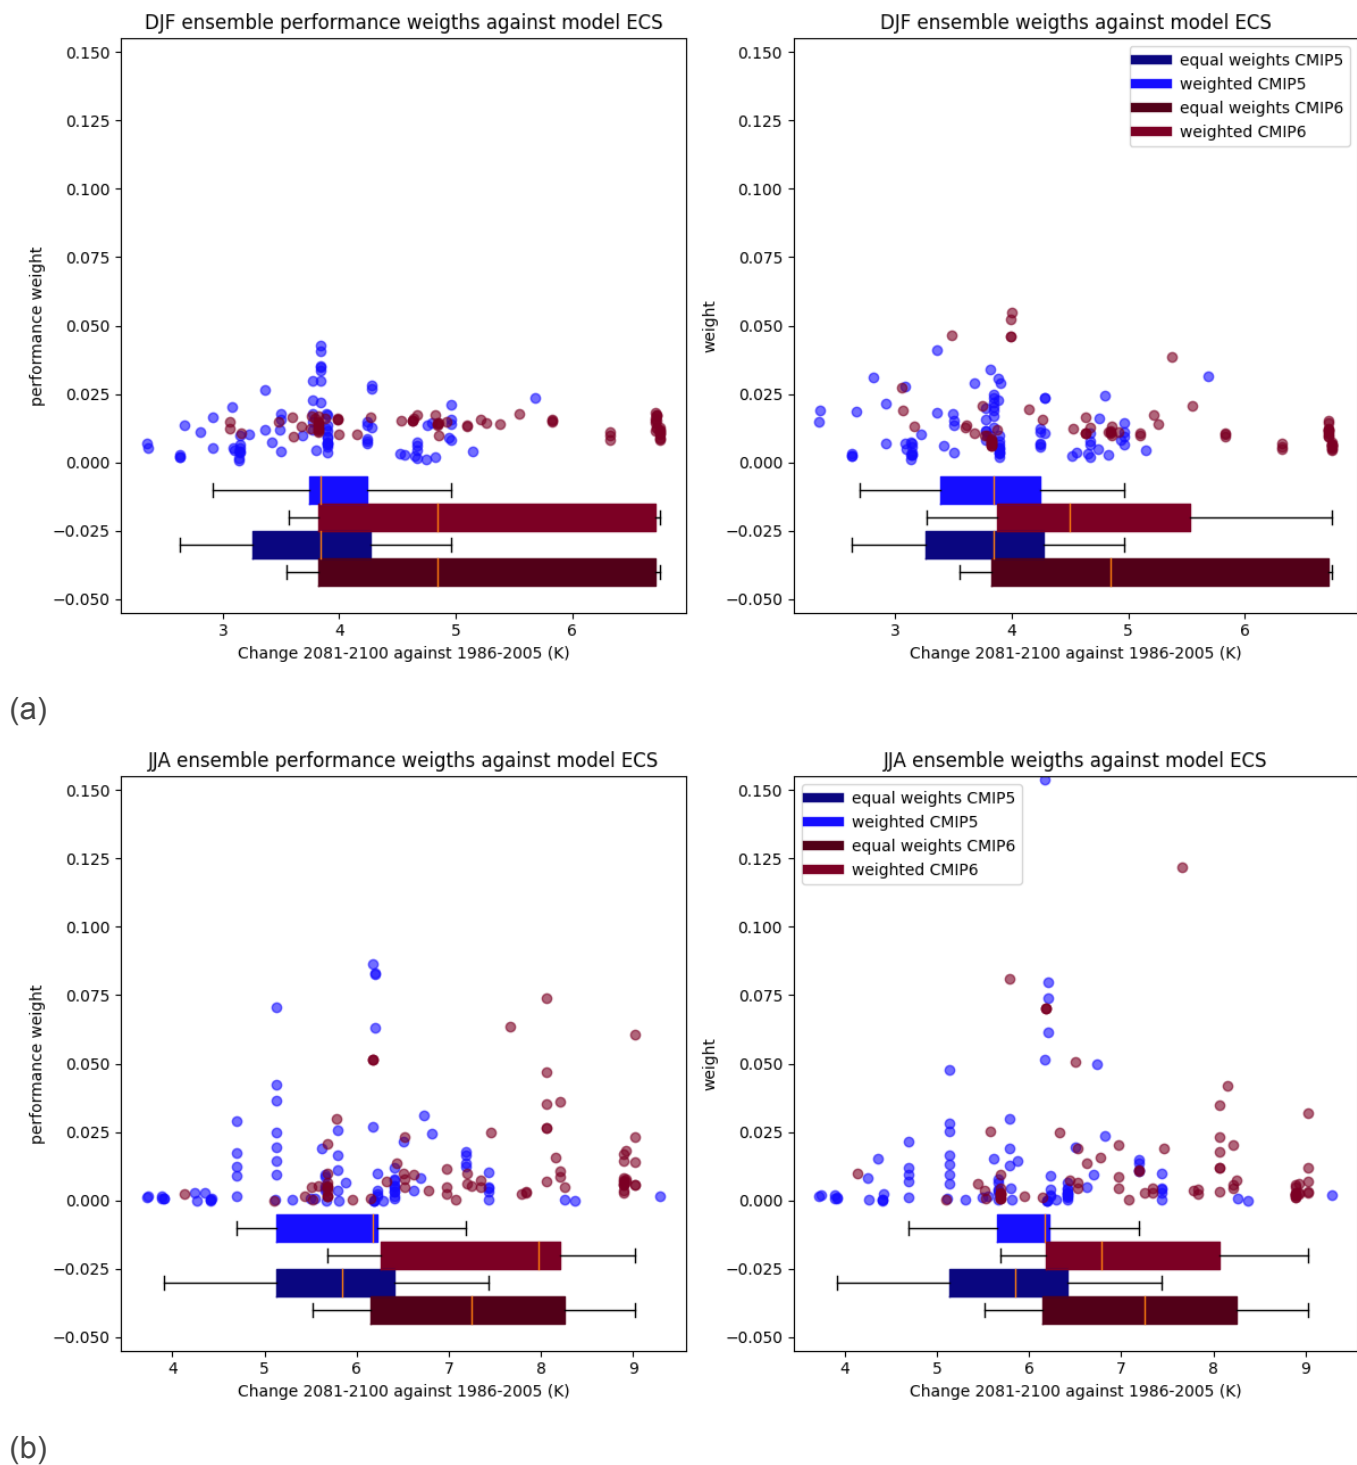 DJF ensemble performance weigths against model ECS
0.150
0.125
0.100
0.075
0.050
0.025
0.000
−0.025
−0.050
performance weight
3 4 5 6
Change 2081-2100 against 1986-2005 (K)
DJF ensemble weights against model ECS
equal weights CMIP5
weighted CMIP5
equal weights CMIP6
weighted CMIP6
0.150
0.125
0.100
0.075
0.050
0.025
0.000
−0.025
−0.050
weight
3 4 5 6
Change 2081-2100 against 1986-2005 (K)
(a)
JJA ensemble performance weigths against model ECS
0.150
0.125
0.100
0.075
0.050
0.025
0.000
−0.025
−0.050
performance weight
4 5 6 7 8 9
Change 2081-2100 against 1986-2005 (K)
JJA ensemble weights against model ECS
equal weights CMIP5
weighted CMIP5
equal weights CMIP6
weighted CMIP6
0.150
0.125
0.100
0.075
0.050
0.025
0.000
−0.025
−0.050
weight
4 5 6 7 8 9
Change 2081-2100 against 1986-2005 (K)
(b)